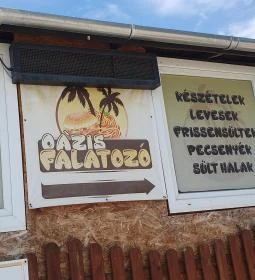 OÁZIS
FALATOZÓ
KÉSZÉTELEK
LEVESEK
FRISSENSÜLTEK
PECSENYÉK
SÜLT HALAK